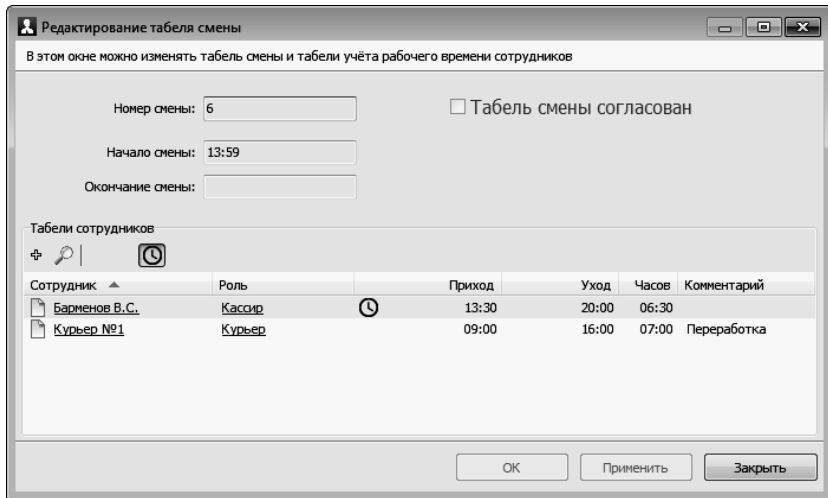 Редактирование табеля смены
В этом окне можно изменять табель смены и табели учёта рабочего времени сотрудников
Номер смены: 6
Табель смены согласован
Начало смены: 13:59
Окончание смены:
Табели сотрудников
Сотрудник Роль Приход Уход Часов Комментарий
Барменов В.С. Кассир 13:30 20:00 06:30
Курьер №1 Курьер 09:00 16:00 07:00 Переработка
ОК Применить Закрыть